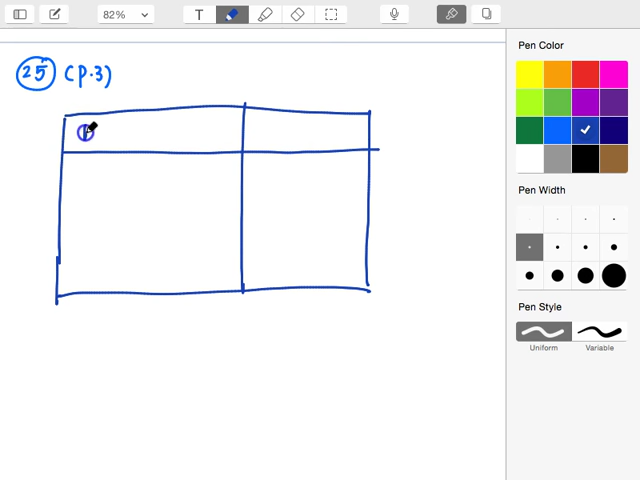 82%
T
Pen Color
25 (P.3)
Pen Width
Pen Style
Uniform
Variable